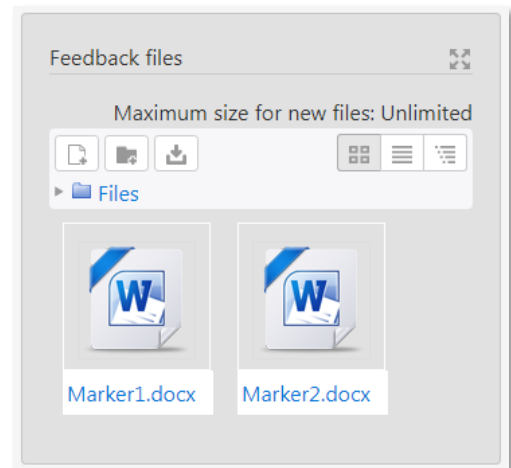 Feedback files
Maximum size for new files: Unlimited
Files
W W
Marker1.docx Marker2.docx